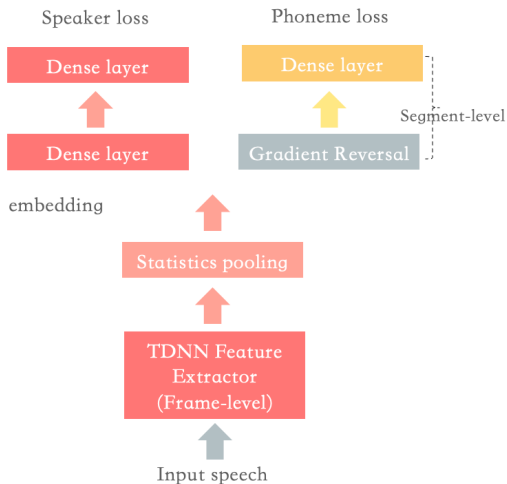 Speaker loss
Phoneme loss
Dense layer
Dense layer
Segment-level
Dense layer
Gradient Reversal
embedding
Statistics pooling
TDNN Feature
Extractor
(Frame-level)
Input speech